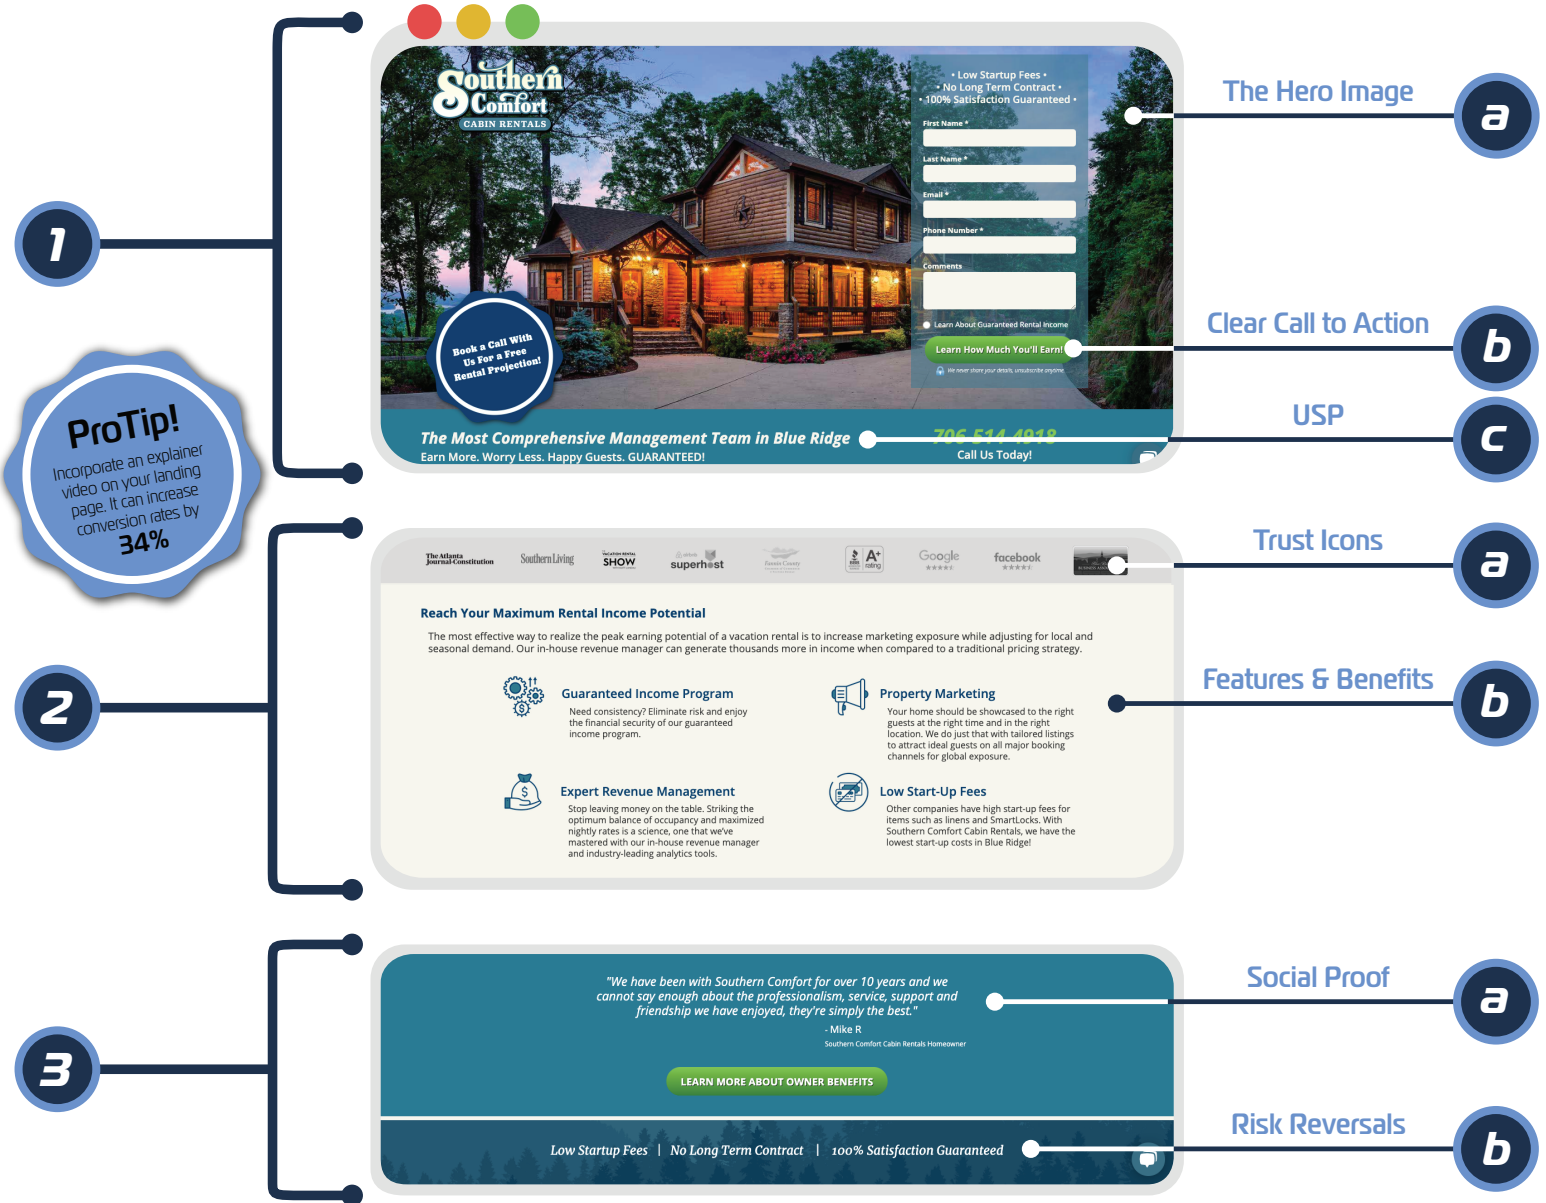 1
ProTip!
Incorporate an explainer
video on your landing
page. It can increase
conversion rates by
34%
2
3
Southern
Comfort
CABIN RENTALS
• Low Startup Fees •
• No Long Term Contract •
• 100% Satisfaction Guaranteed •
First Name *
Last Name *
Email *
Phone Number *
Comments
Learn About Guaranteed Rental Income
Learn How Much You'll Earn!
We never share your details, unsubscribe anytime
Book a Call With
Us For a Free
Rental Projection!
The Most Comprehensive Management Team in Blue Ridge
Earn More. Worry Less. Happy Guests. GUARANTEED!
706-514-4918
Call Us Today!
The Hero Image
a
Clear Call to Action
b
USP
c
The Atlanta
Journal-Constitution
Southern Living
VACATION RENTAL
SHOW
airbnb
superhost
Fannin County
BBB
A+
rating
Google
facebook
Trust Icons
a
Reach Your Maximum Rental Income Potential
The most effective way to realize the peak earning potential of a vacation rental is to increase marketing exposure while adjusting for local and
seasonal demand. Our in-house revenue manager can generate thousands more in income when compared to a traditional pricing strategy.
Guaranteed Income Program
Need consistency? Eliminate risk and enjoy
the financial security of our guaranteed
income program.
Property Marketing
Your home should be showcased to the right
guests at the right time and in the right
location. We do just that with tailored listings
to attract ideal guests on all major booking
channels for global exposure.
Expert Revenue Management
Stop leaving money on the table. Striking the
optimum balance of occupancy and maximized
nightly rates is a science, one that we've
mastered with our in-house revenue manager
and industry-leading analytics tools.
Low Start-Up Fees
Other companies have high start-up fees for
items such as linens and SmartLocks. With
Southern Comfort Cabin Rentals, we have the
lowest start-up costs in Blue Ridge!
Features & Benefits
b
"We have been with Southern Comfort for over 10 years and we
cannot say enough about the professionalism, service, support and
friendship we have enjoyed, they're simply the best."
- Mike R
Southern Comfort Cabin Rentals Homeowner
LEARN MORE ABOUT OWNER BENEFITS
Low Startup Fees | No Long Term Contract | 100% Satisfaction Guaranteed
Social Proof
a
Risk Reversals
b